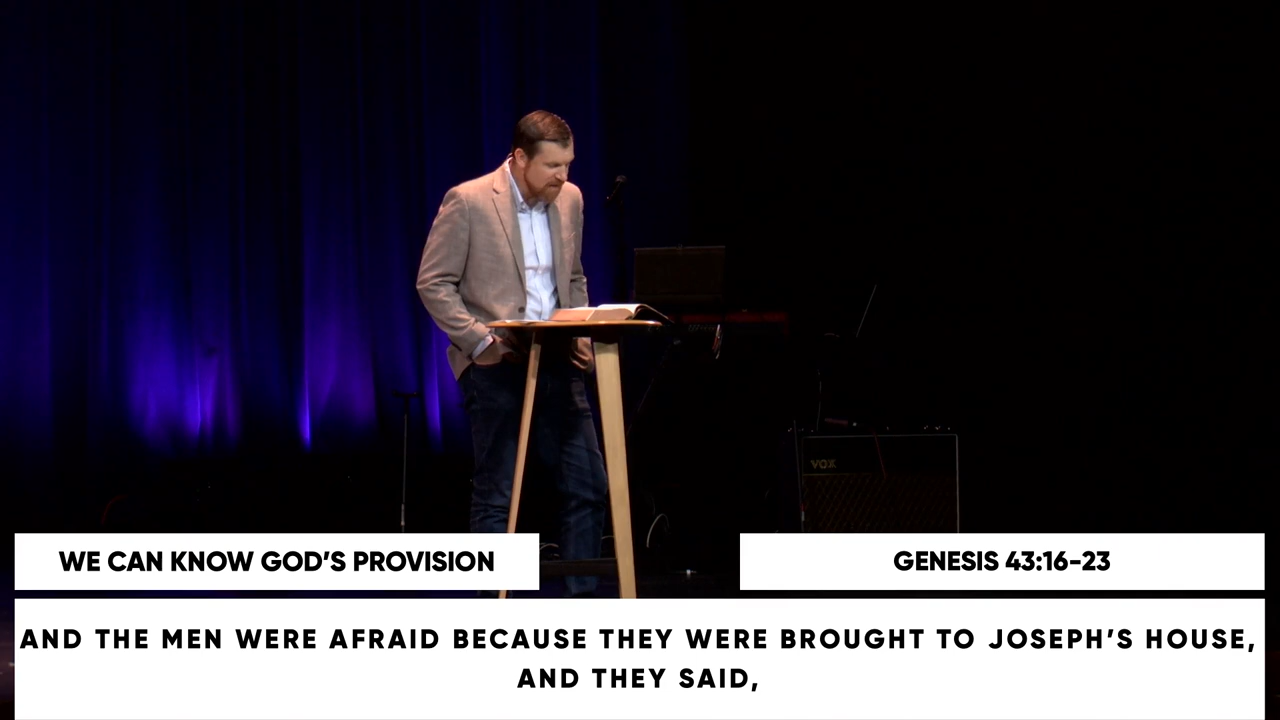 VOX
WE CAN KNOW GOD'S PROVISION
GENESIS 43:16-23
AND THE MEN WERE AFRAID BECAUSE THEY WERE BROUGHT TO JOSEPH'S HOUSE,
AND THEY SAID,